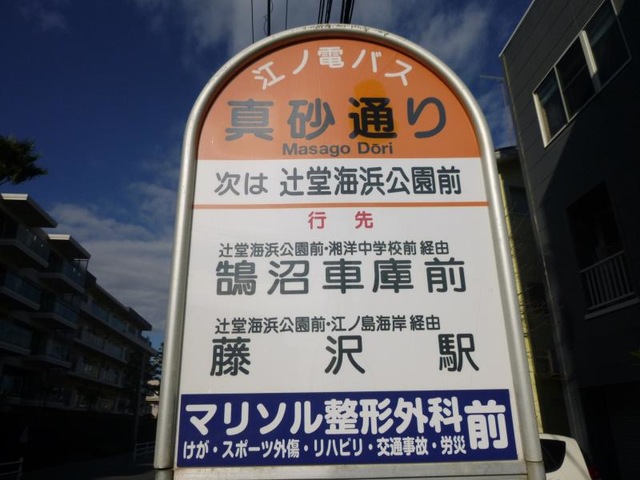 江ノ電バス
真砂通り
Masago Dōri
次は 辻堂海浜公園前
行先
辻堂海浜公園前・湘洋中学校前 経由
鵠沼車庫前
辻堂海浜公園前・江ノ島海岸 経由
藤沢駅
マリソル整形外科前
けが・スポーツ外傷・リハビリ・交通事故・労災